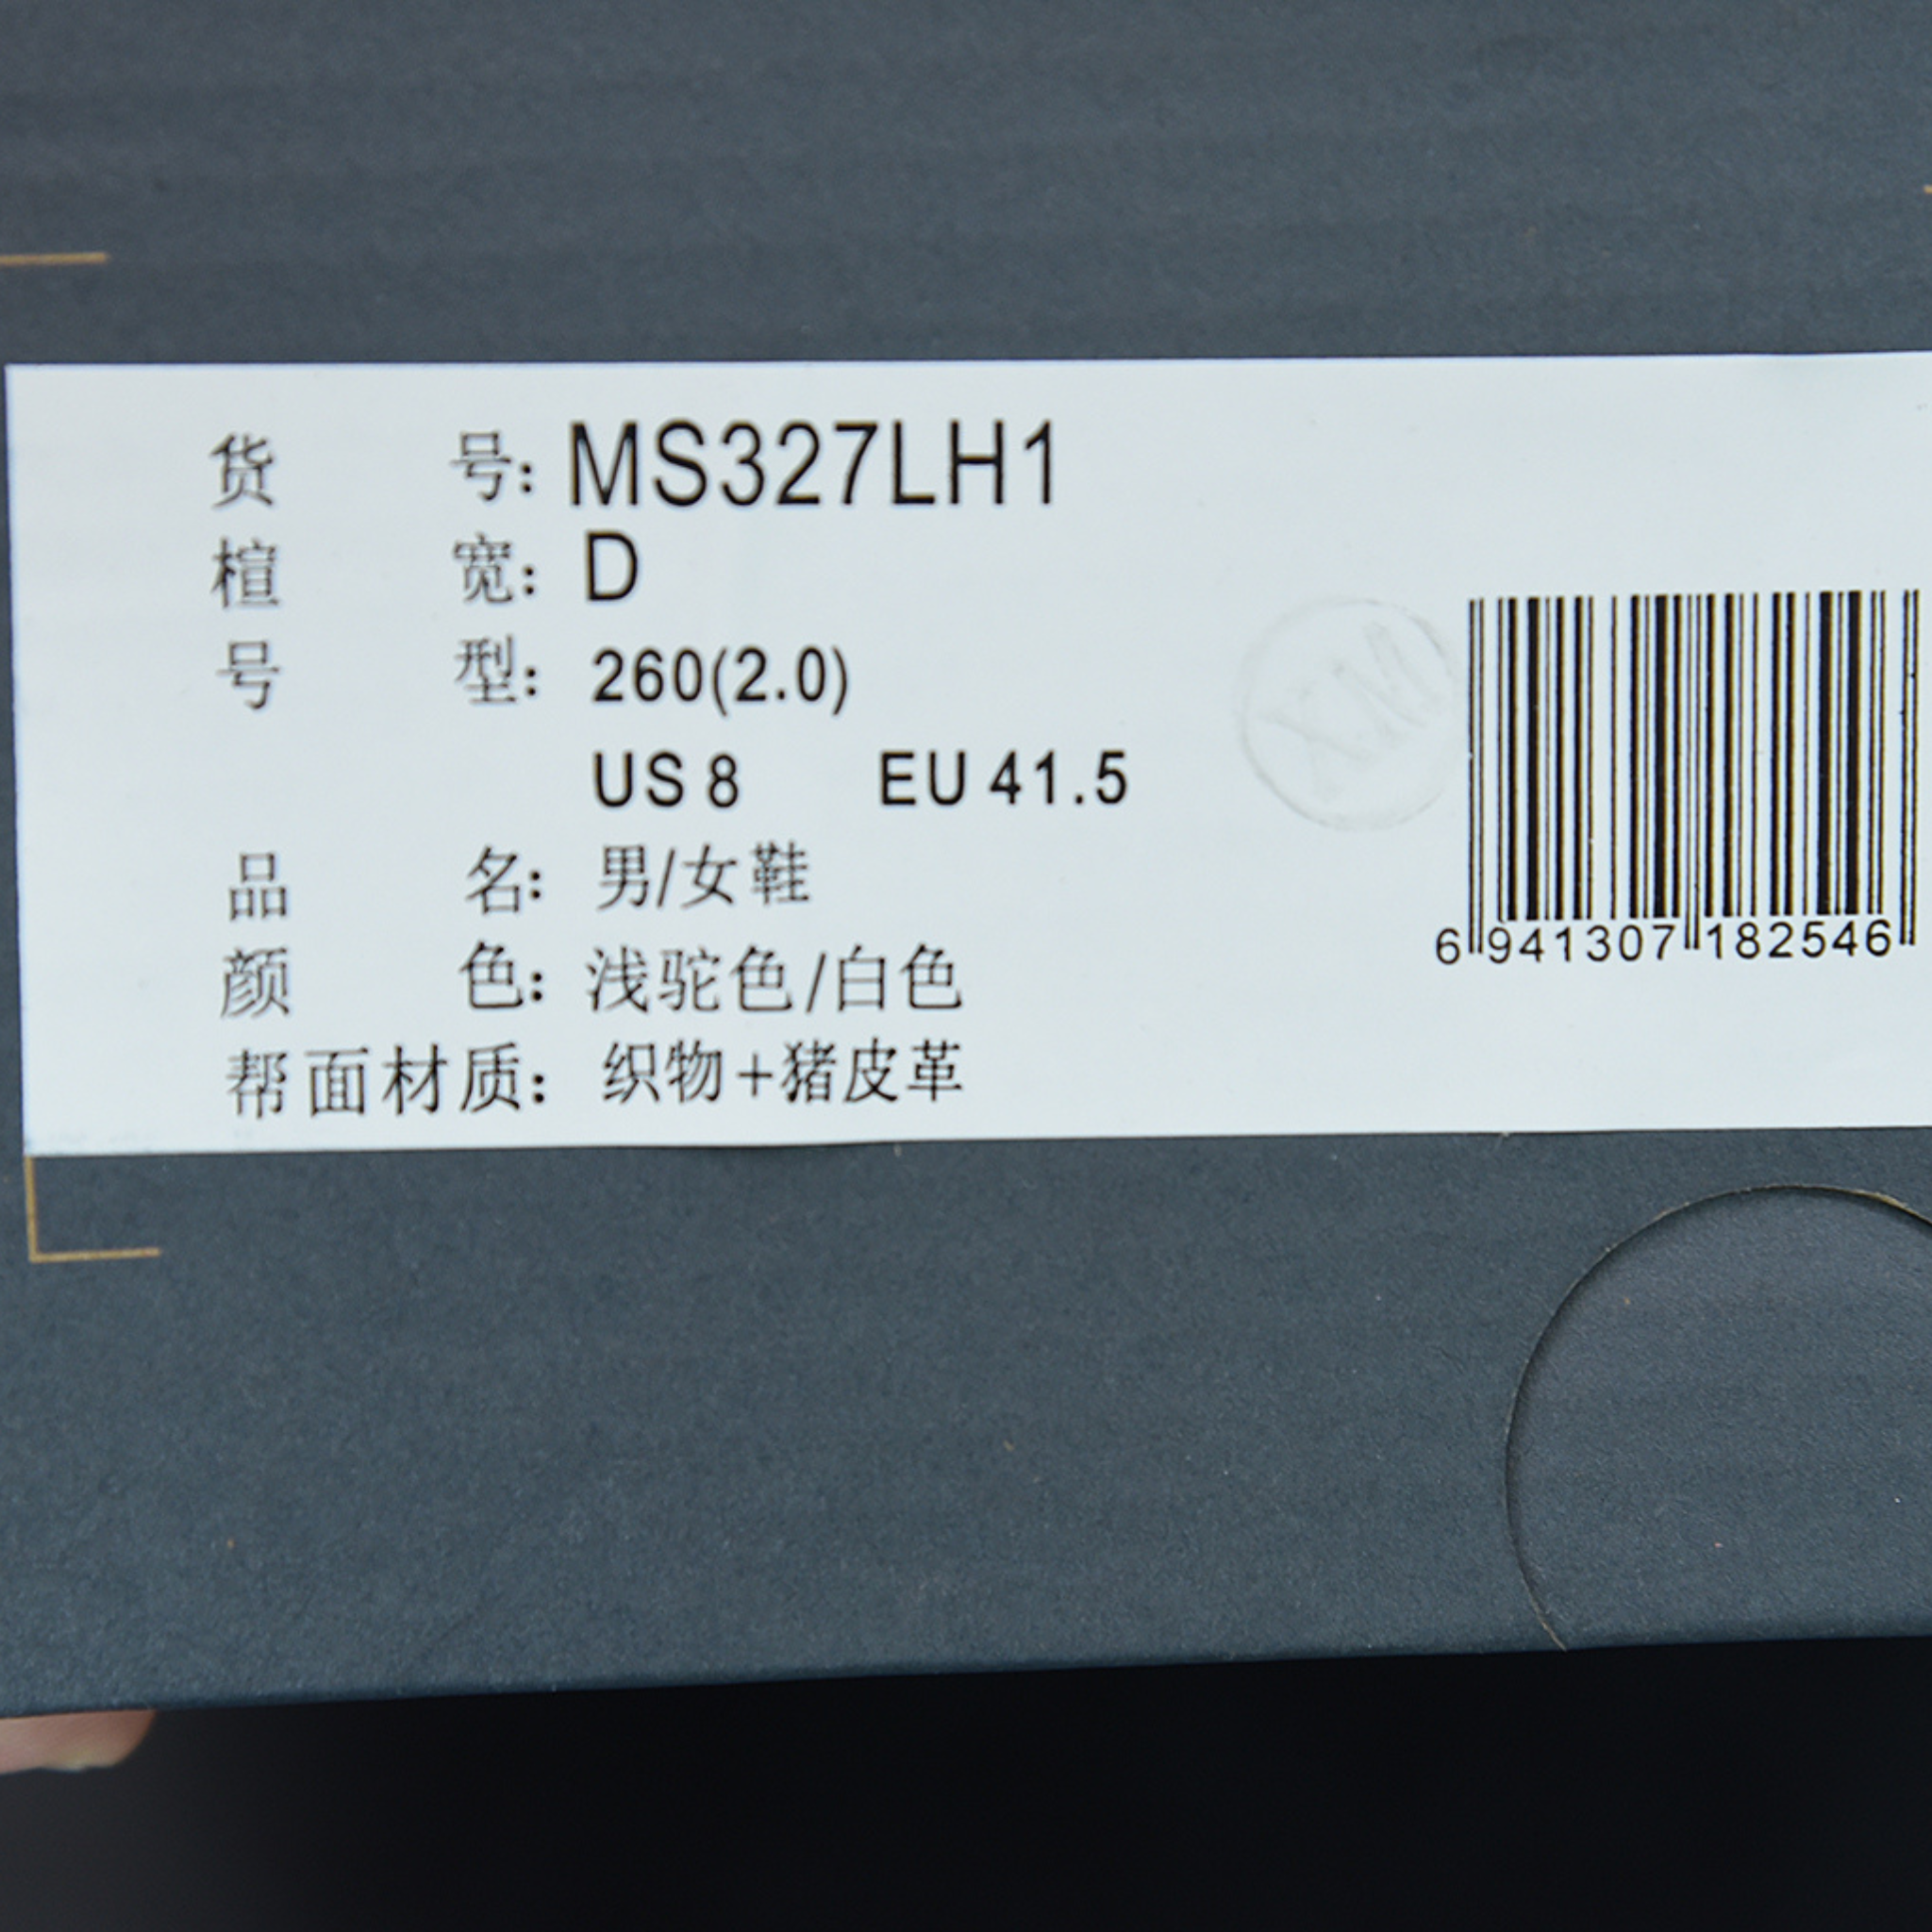 货 号: MS327LH1
楦 宽: D
号 型: 260(2.0)
US 8 EU 41.5
品 名: 男/女鞋
颜 色: 浅驼色/白色
帮面材质: 织物+猪皮革
X.M
6 941307 182546